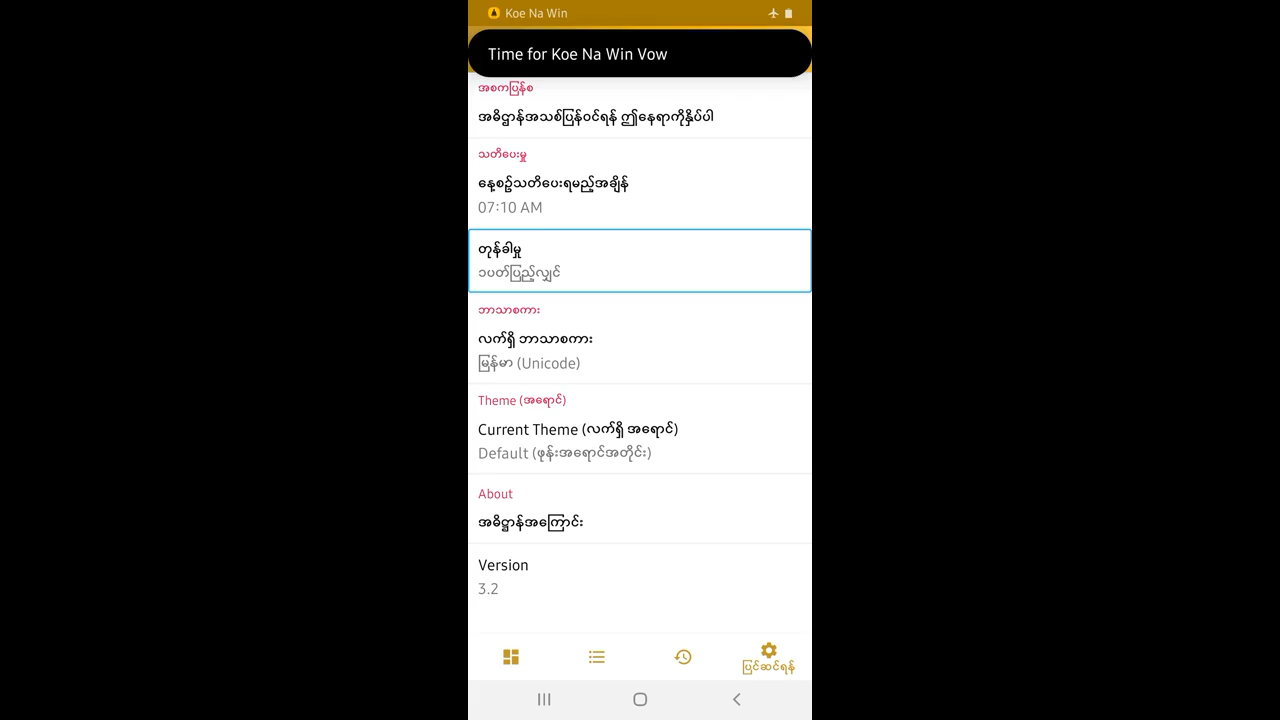 Koe Na Win
Time for Koe Na Win Vow
အစကပြန်စ
အဓိဌာန်အသစ်ပြန်ဝင်ရန် ဤနေရာကိုနှိပ်ပါ
သတိပေးမှု
နေ့စဥ်သတိပေးရမည့်အချိန်
07:10 AM
တုန်ခါမှု
၁ပတ်ပြည့်လျှင်
ဘာသာစကား
လက်ရှိ ဘာသာစကား
မြန်မာ (Unicode)
Theme (အရောင်)
Current Theme (လက်ရှိ အရောင်)
Default (ဖုန်းအရောင်အတိုင်း)
About
အဓိဋ္ဌာန်အကြောင်း
Version
3.2
ပြင်ဆင်ရန်